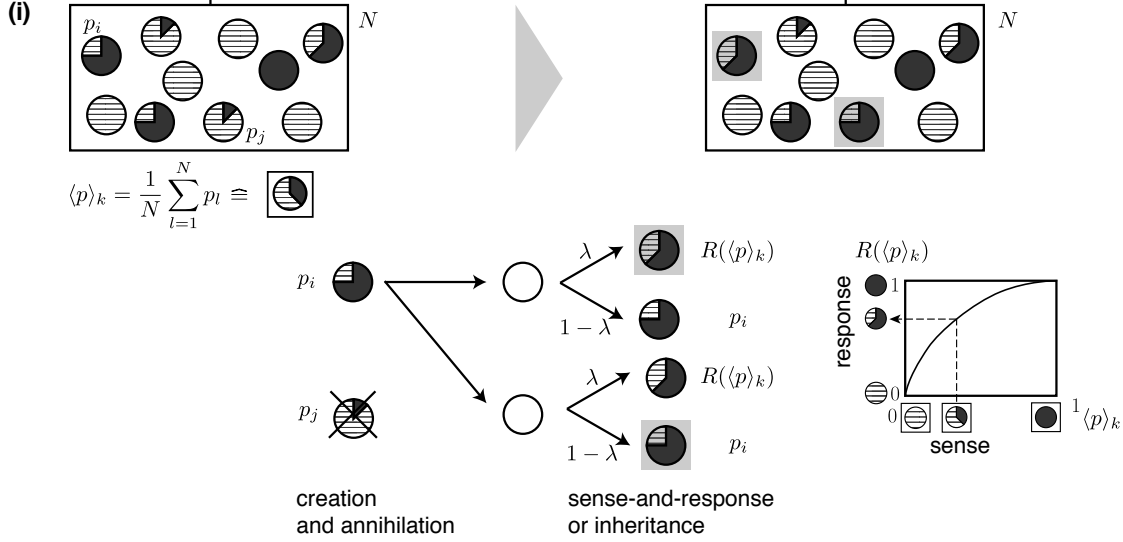 (i)
p_i
N
N
p_j
⟨p⟩_k = 1/N ∑_{l=1}^{N} p_l ≘
λ
R(⟨p⟩_k)
R(⟨p⟩_k)
p_i
1
response
1 − λ
p_i
λ
R(⟨p⟩_k)
0
p_j
0
1
⟨p⟩_k
1 − λ
p_i
sense
creation
and annihilation
sense-and-response
or inheritance